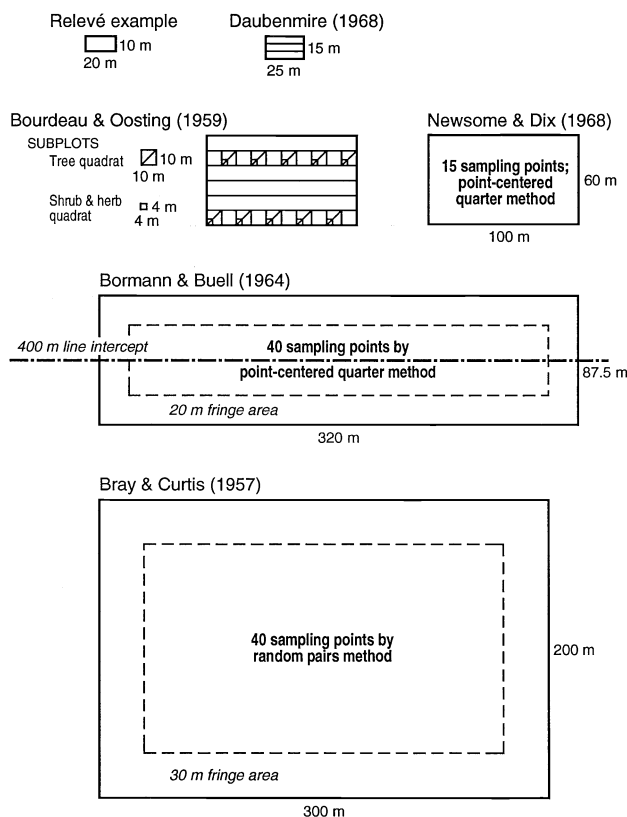 Relevé example
10 m
20 m
Daubenmire (1968)
15 m
25 m
Bourdeau & Oosting (1959)
SUBPLOTS
Tree quadrat
10 m
10 m
Shrub & herb
quadrat
4 m
4 m
Newsome & Dix (1968)
15 sampling points;
point-centered
quarter method
60 m
100 m
Bormann & Buell (1964)
400 m line intercept
40 sampling points by
point-centered quarter method
87.5 m
20 m fringe area
320 m
Bray & Curtis (1957)
40 sampling points by
random pairs method
200 m
30 m fringe area
300 m